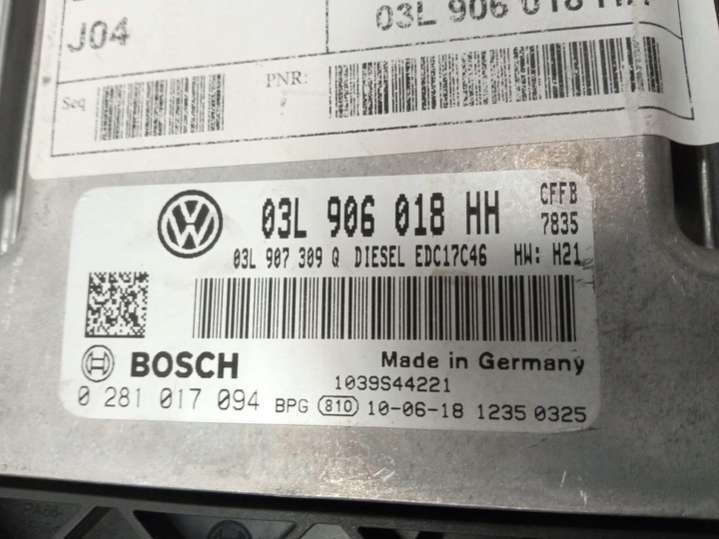 J04
03L 906 018
Seq
PNR:
03L 906 018 HH
CFFB
7835
03L 907 309 Q DIESEL EDC17C46 HW: H21
BOSCH
Made in Germany
1039S44221
0 281 017 094 BPG 810 10-06-18 1235 0325